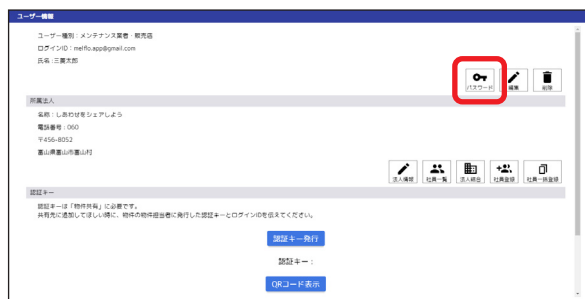 ユーザー情報
ユーザー種別：メンテナンス業者・販売店
ログインID：melflo.app@gmail.com
氏名：三菱太郎
パスワード 編集 削除
所属法人
名称：しあわせをシェアしよう
電話番号：060
〒456-8052
富山県富山市富山村
法人情報 社員一覧 法人統合 社員登録 社員一括登録
認証キー
認証キーは「物件共有」に必要です。
共有先に追加してほしい時に、物件の物件担当者に発行した認証キーとログインIDを伝えてください。
認証キー発行
認証キー：
QRコード表示